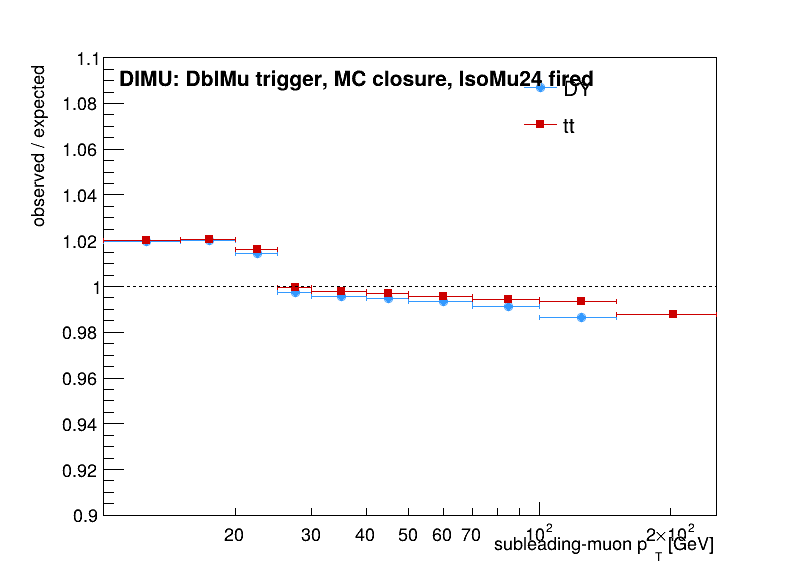 DIMU: DblMu trigger, MC closure, IsoMu24 fired
DY
tt
observed / expected
1.1
1.08
1.06
1.04
1.02
1
0.98
0.96
0.94
0.92
0.9
20 30 40 50 60 70 10² 2×10²
subleading-muon p_T [GeV]